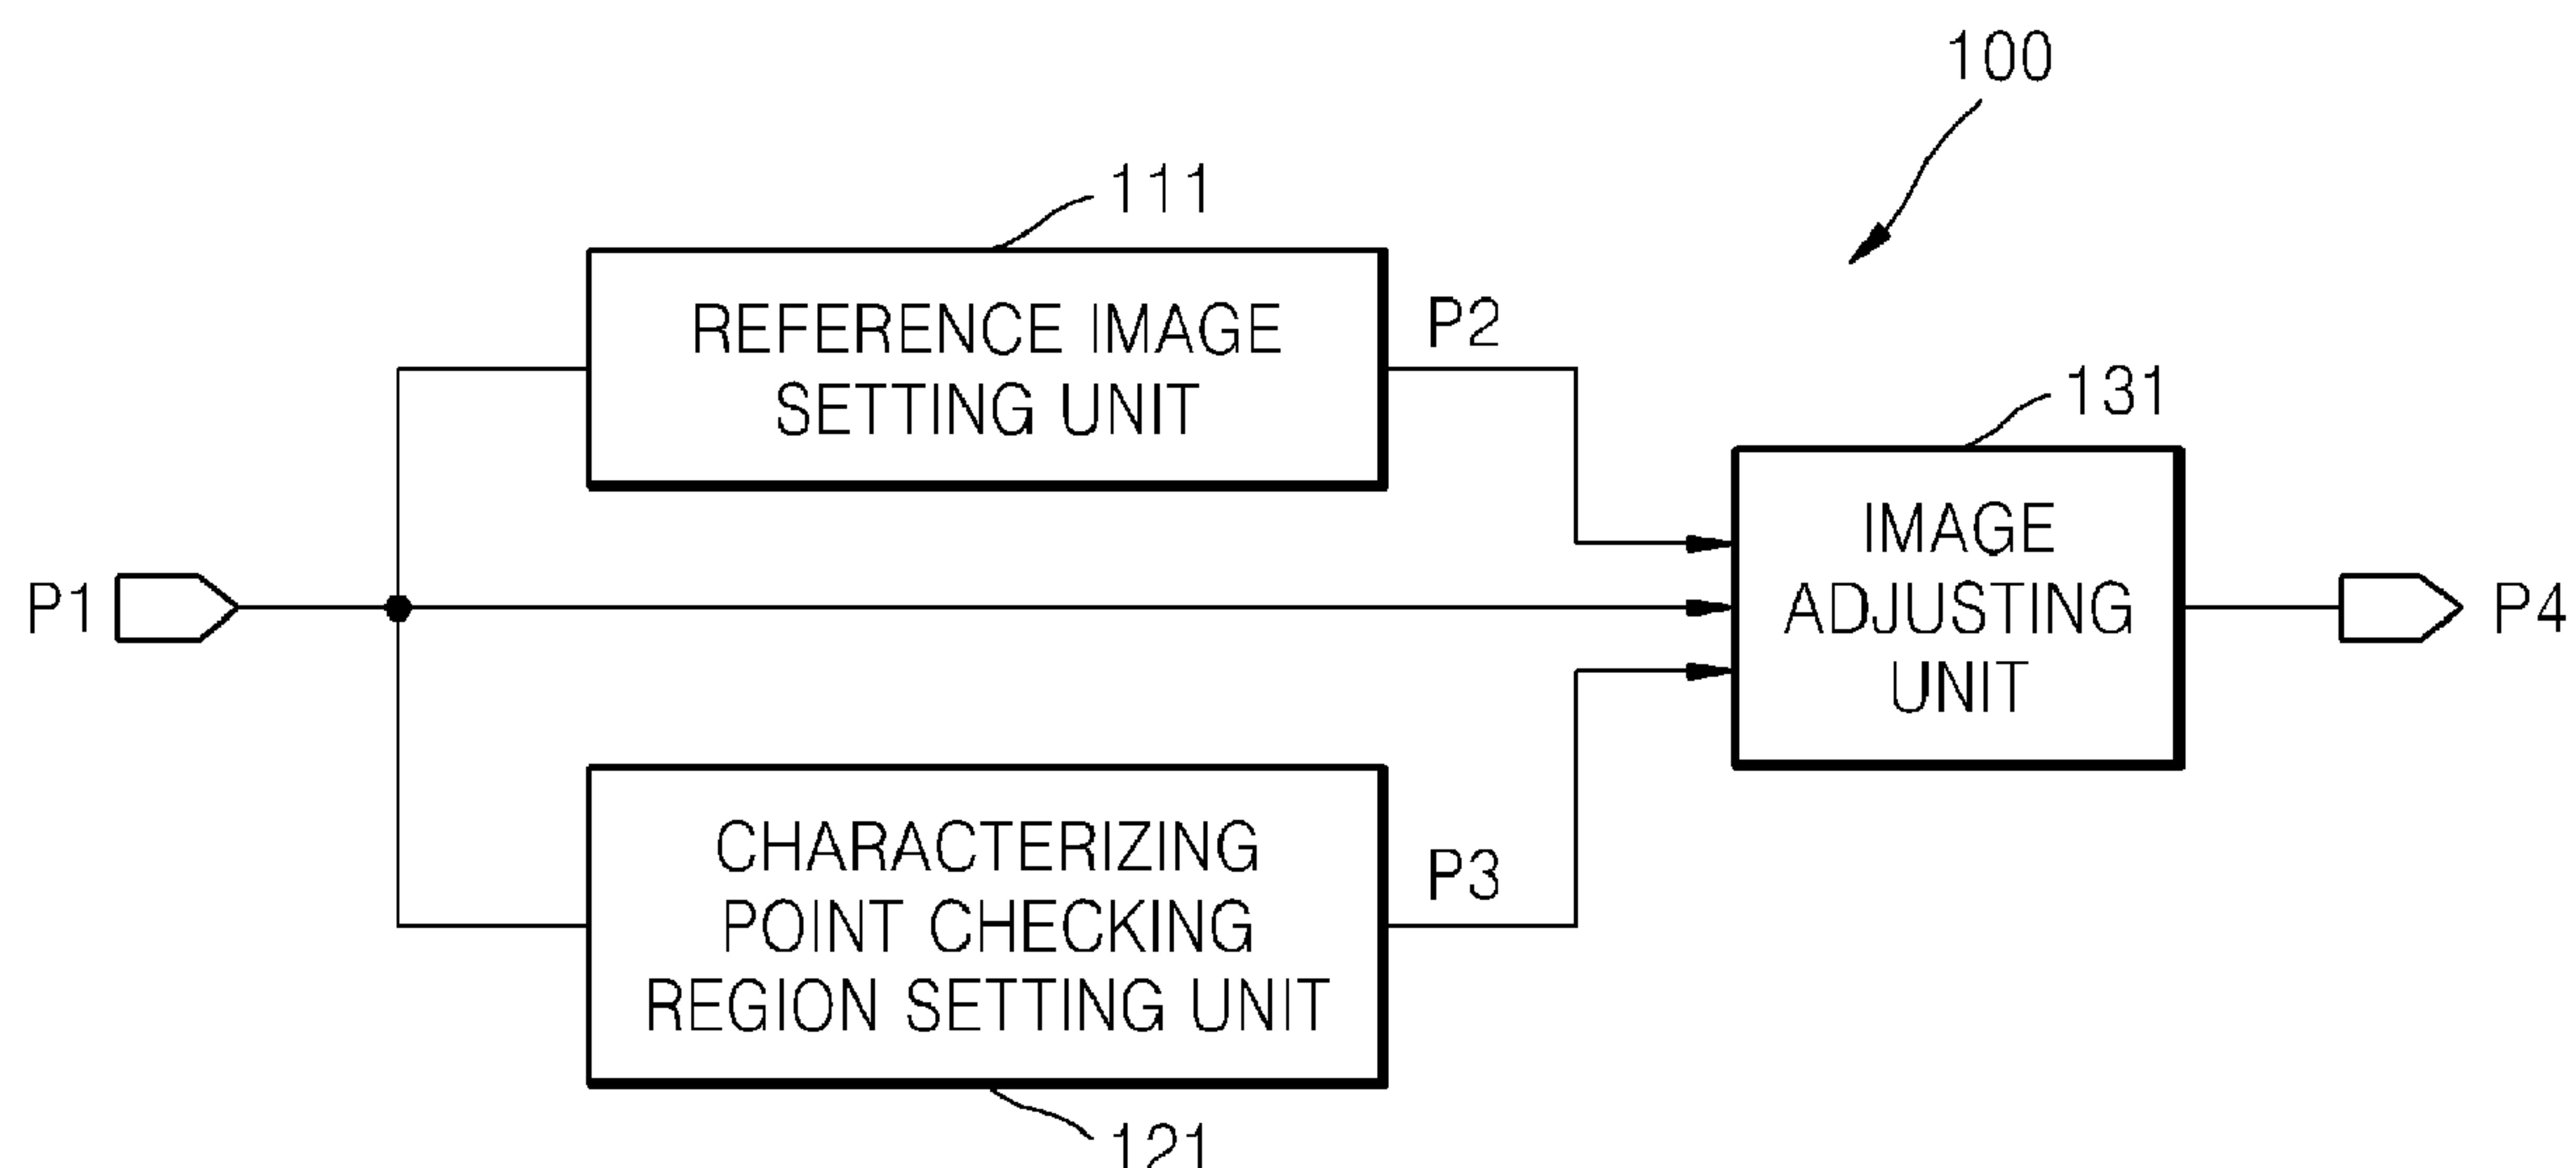 100
111
REFERENCE IMAGE
SETTING UNIT
P2
131
IMAGE
ADJUSTING
UNIT
P1
P4
CHARACTERIZING
POINT CHECKING
REGION SETTING UNIT
P3
121